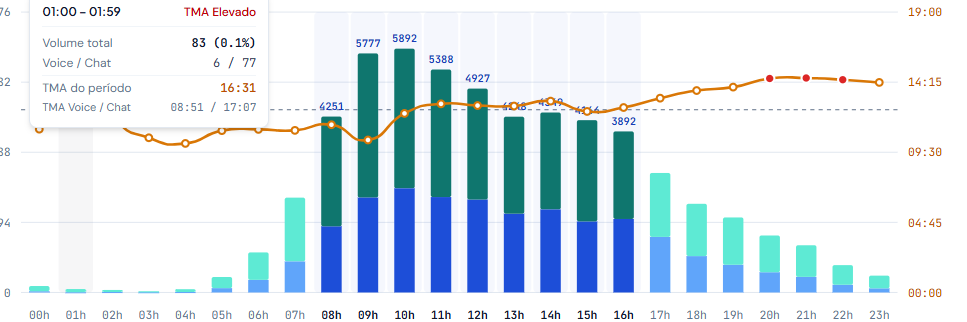 01:00 – 01:59 TMA Elevado
Volume total 83 (0.1%)
Voice / Chat 6 / 77
TMA do período 16:31
TMA Voice / Chat 08:51 / 17:07
76
82
88
94
0
19:00
14:15
09:30
04:45
00:00
4251
5777
5892
5388
4927
3892
00h 01h 02h 03h 04h 05h 06h 07h 08h 09h 10h 11h 12h 13h 14h 15h 16h 17h 18h 19h 20h 21h 22h 23h